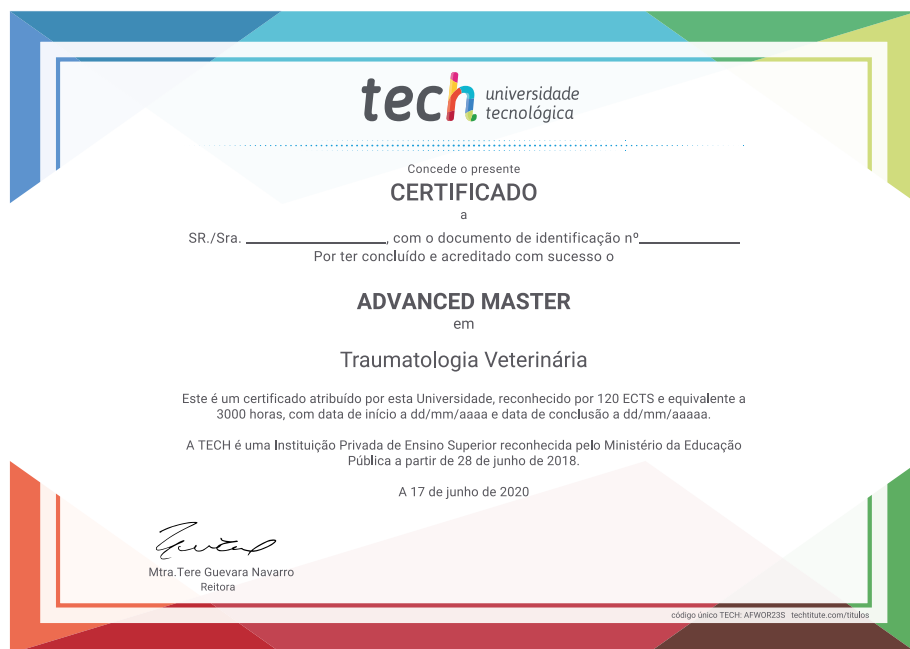 tech universidade
tecnológica
Concede o presente
CERTIFICADO
a
SR./Sra. ________________, com o documento de identificação nº____________
Por ter concluído e acreditado com sucesso o
ADVANCED MASTER
em
Traumatologia Veterinária
Este é um certificado atribuído por esta Universidade, reconhecido por 120 ECTS e equivalente a
3000 horas, com data de início a dd/mm/aaaa e data de conclusão a dd/mm/aaaaa.
A TECH é uma Instituição Privada de Ensino Superior reconhecida pelo Ministério da Educação
Pública a partir de 28 de junho de 2018.
A 17 de junho de 2020
Mtra.Tere Guevara Navarro
Reitora
código único TECH: AFWOR23S techtitute.com/titulos